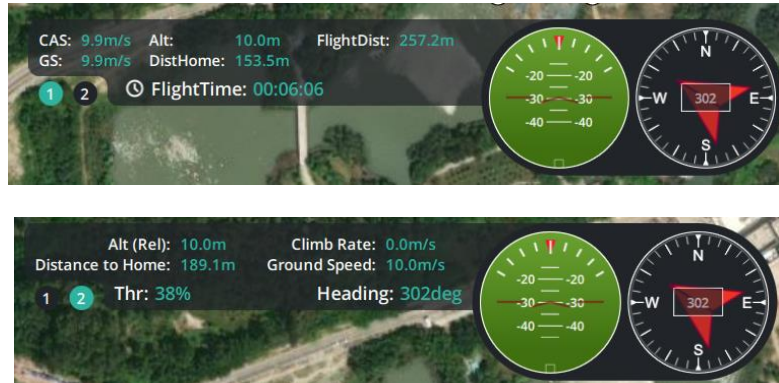 CAS: 9.9m/s Alt: 10.0m FlightDist: 257.2m
GS: 9.9m/s DistHome: 153.5m
1 2 FlightTime: 00:06:06
-20 -20
-30 -30
-40 -40
N
W 302 E
S
Alt (Rel): 10.0m Climb Rate: 0.0m/s
Distance to Home: 189.1m Ground Speed: 10.0m/s
1 2 Thr: 38% Heading: 302deg
-20 -20
-30 -30
-40 -40
N
W 302 E
S